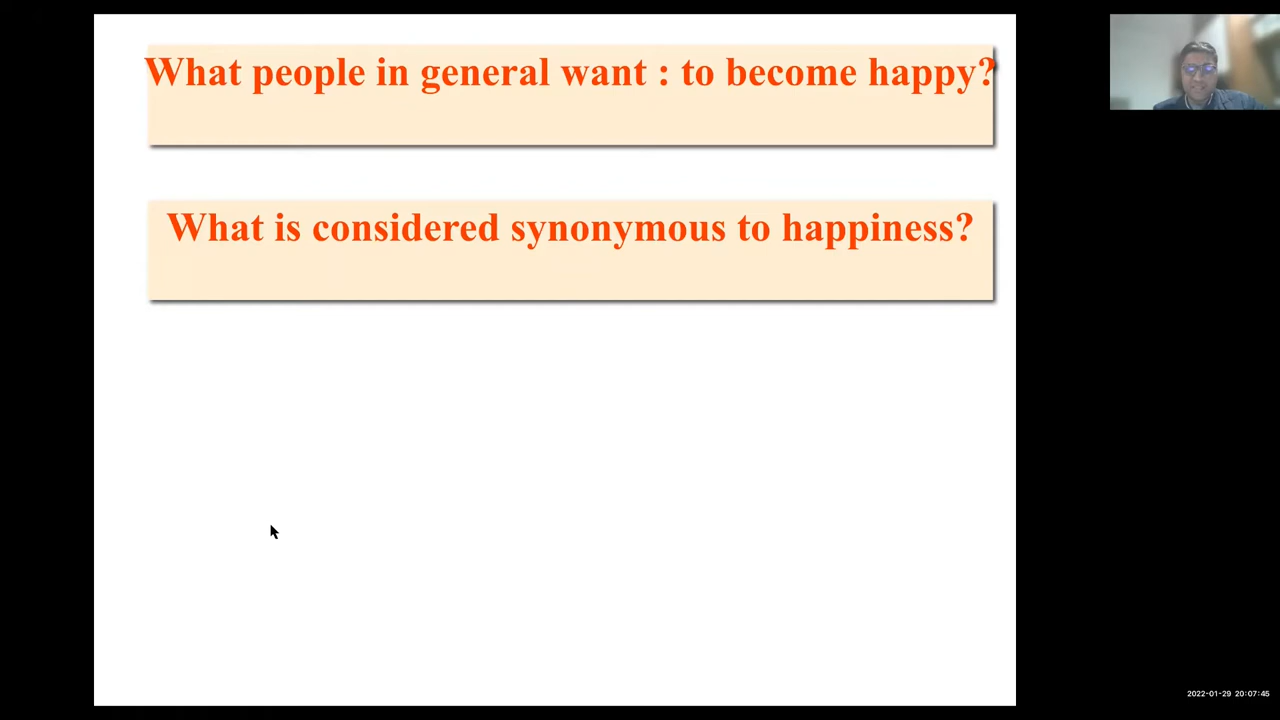 What people in general want : to become happy?
What is considered synonymous to happiness?
2022-01-29 20:07:45